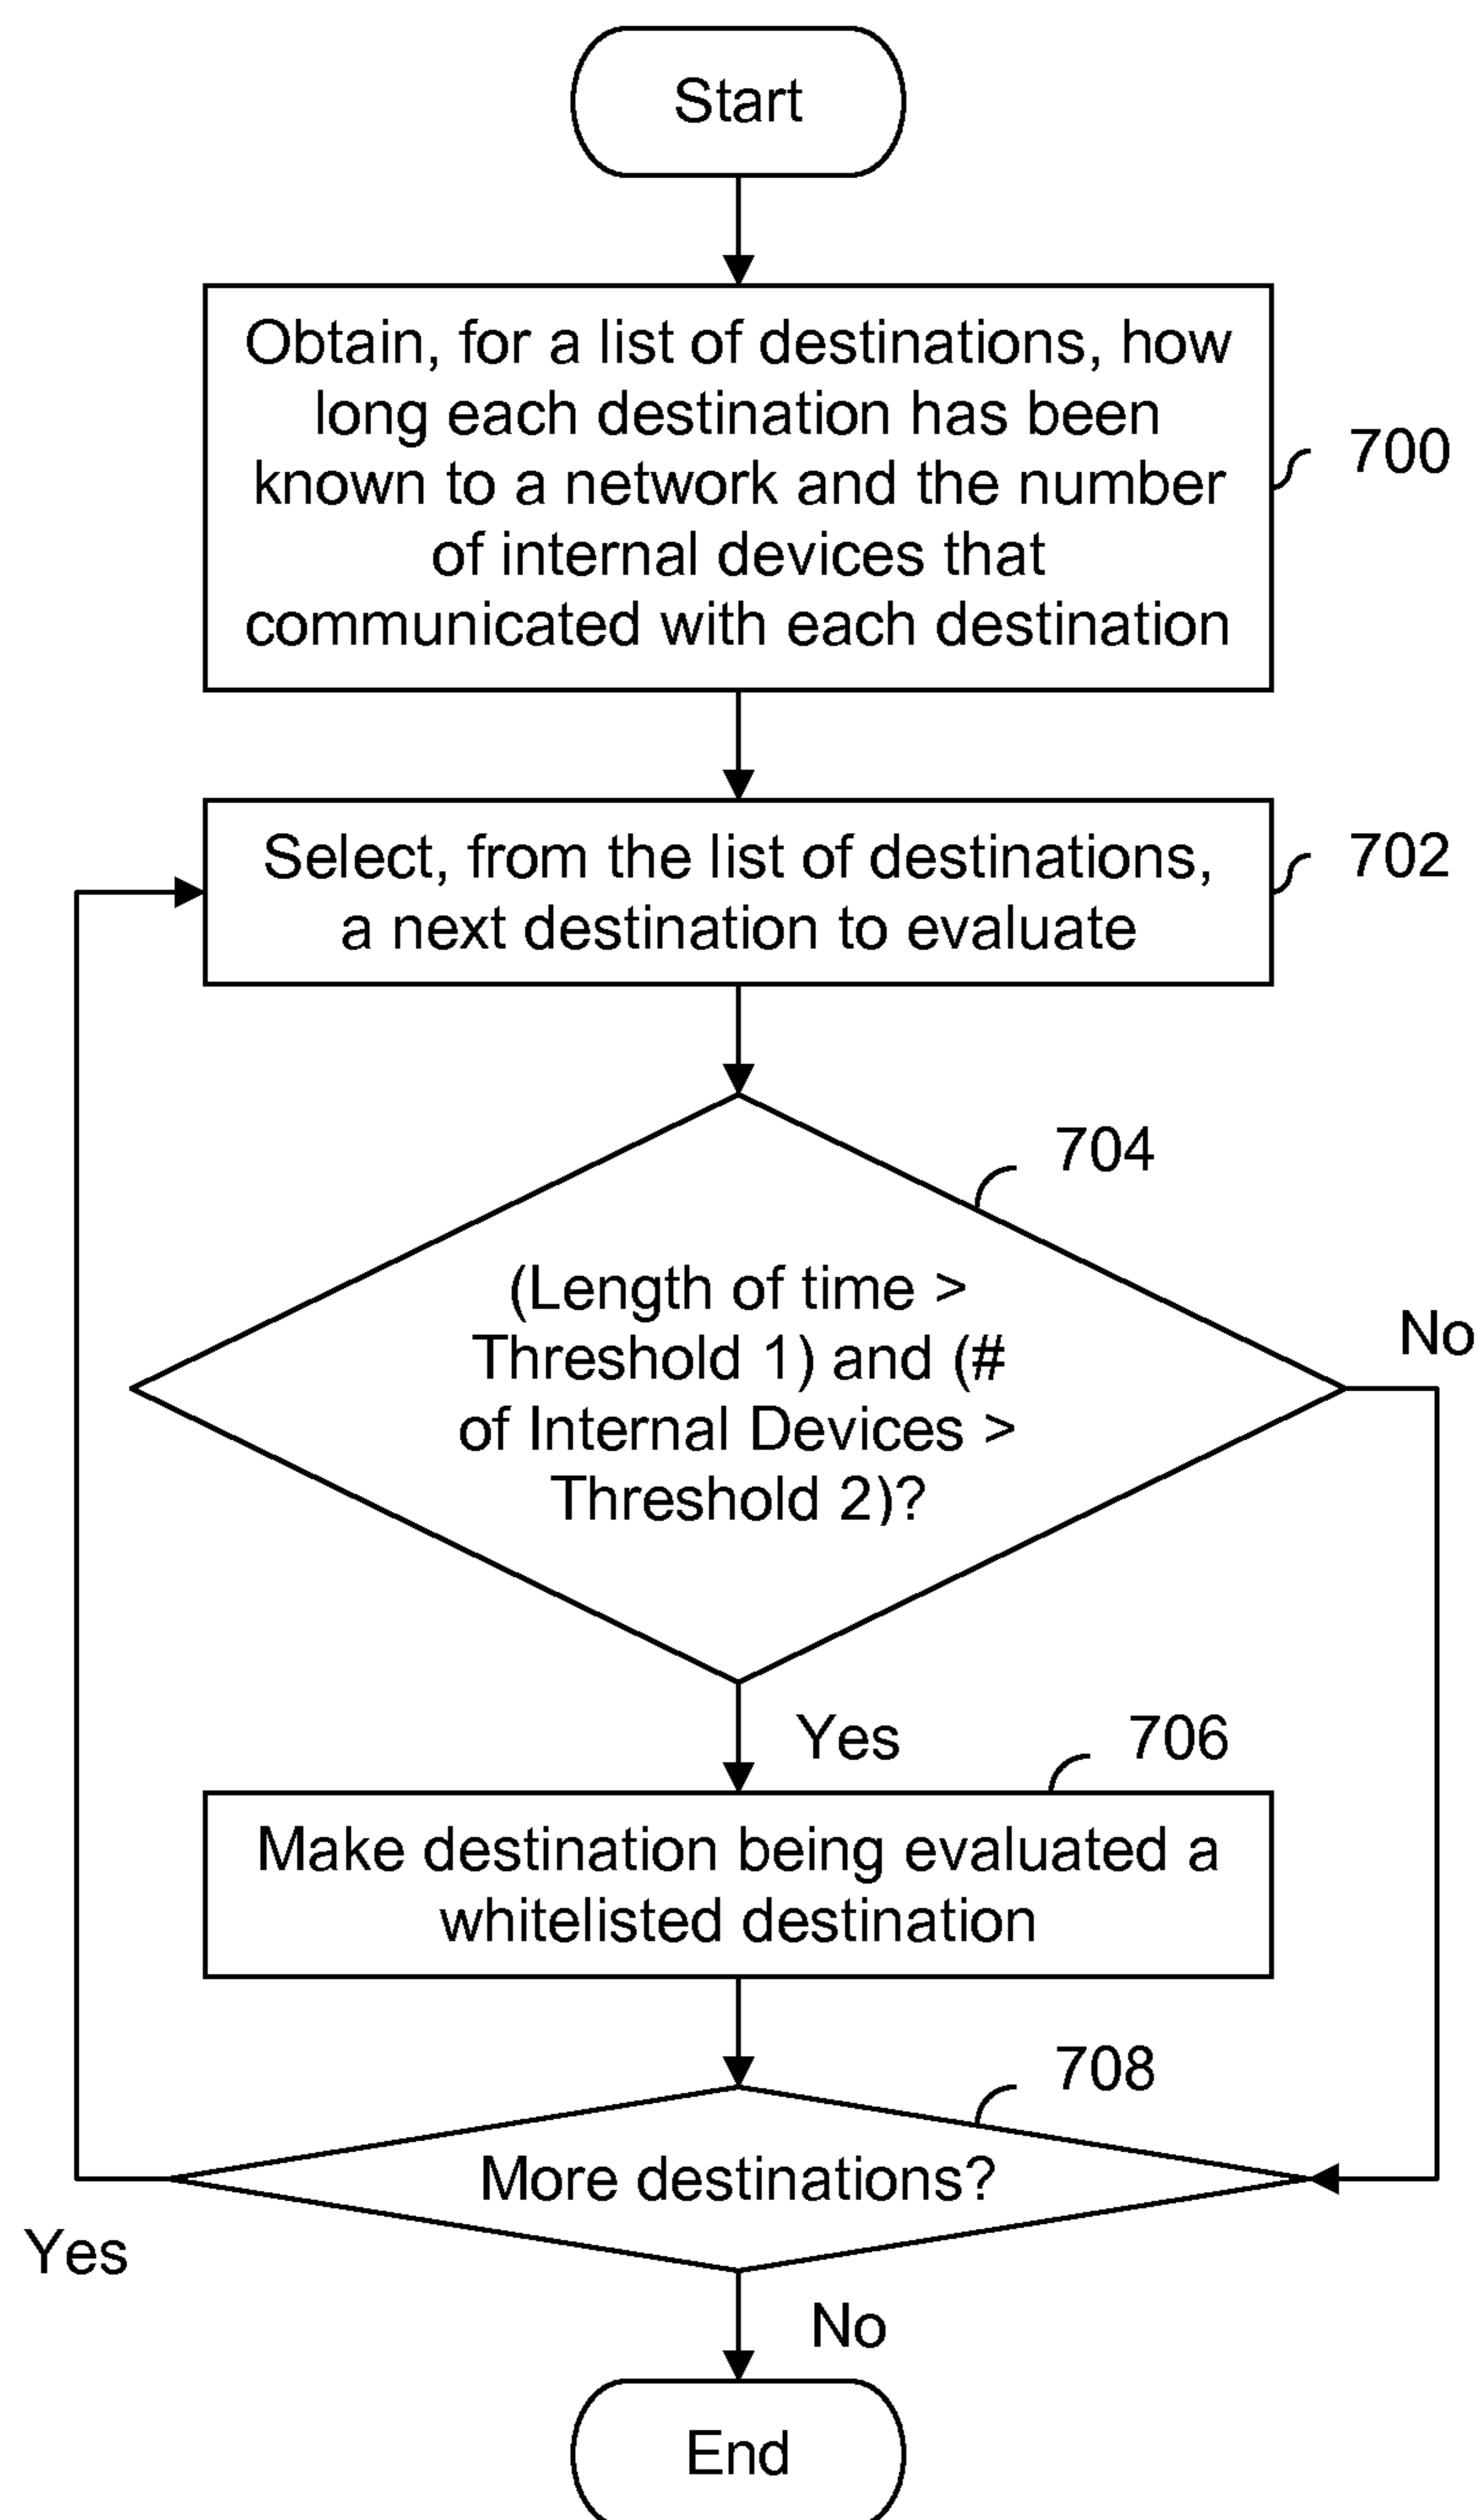 Start
Obtain, for a list of destinations, how
long each destination has been
known to a network and the number
of internal devices that
communicated with each destination
700
Select, from the list of destinations,
a next destination to evaluate
702
704
(Length of time >
Threshold 1) and (#
of Internal Devices >
Threshold 2)?
No
Yes
706
Make destination being evaluated a
whitelisted destination
708
More destinations?
Yes
No
End